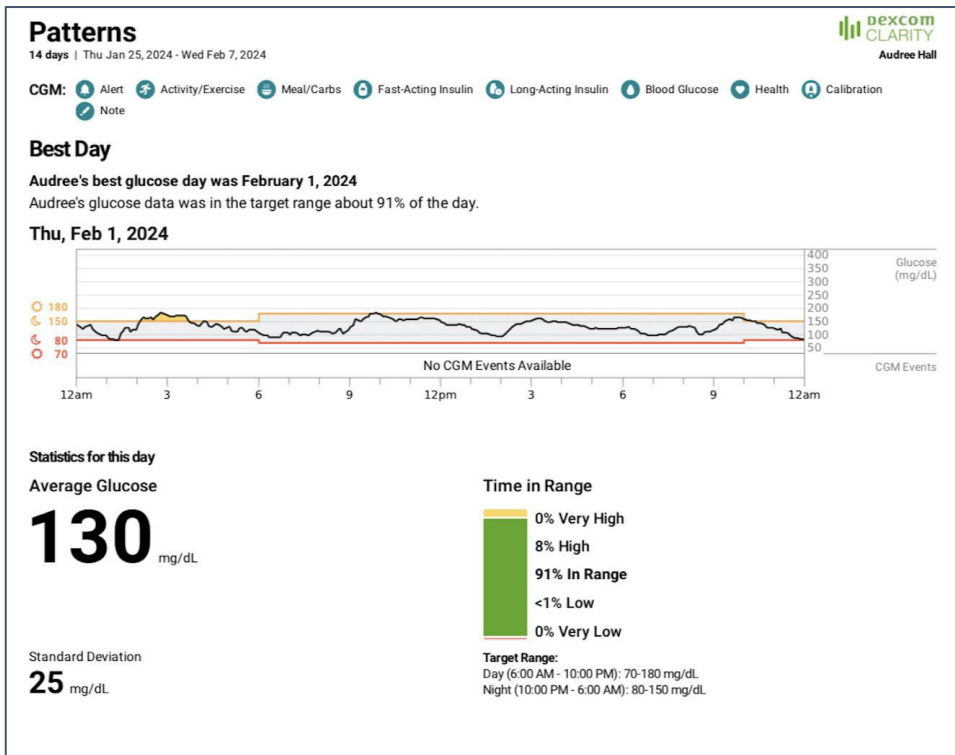 Patterns
14 days | Thu Jan 25, 2024 - Wed Feb 7, 2024
Dexcom
CLARITY
Audree Hall
CGM: Alert Activity/Exercise Meal/Carbs Fast-Acting Insulin Long-Acting Insulin Blood Glucose Health Calibration
Note
Best Day
Audree's best glucose day was February 1, 2024
Audree's glucose data was in the target range about 91% of the day.
Thu, Feb 1, 2024
400
350
300
250
200
150
100
50
Glucose
(mg/dL)
180
150
80
70
No CGM Events Available
CGM Events
12am 3 6 9 12pm 3 6 9 12am
Statistics for this day
Average Glucose
130 mg/dL
Standard Deviation
25 mg/dL
Time in Range
0% Very High
8% High
91% In Range
<1% Low
0% Very Low
Target Range:
Day (6:00 AM - 10:00 PM): 70-180 mg/dL
Night (10:00 PM - 6:00 AM): 80-150 mg/dL